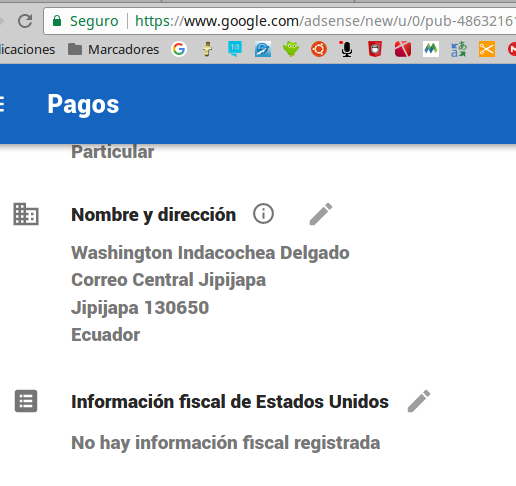 Seguro
https://www.google.com/adsense/new/u/0/pub-4863216
licaciones
Marcadores
Pagos
Particular
Nombre y dirección
Washington Indacochea Delgado
Correo Central Jipijapa
Jipijapa 130650
Ecuador
Información fiscal de Estados Unidos
No hay información fiscal registrada